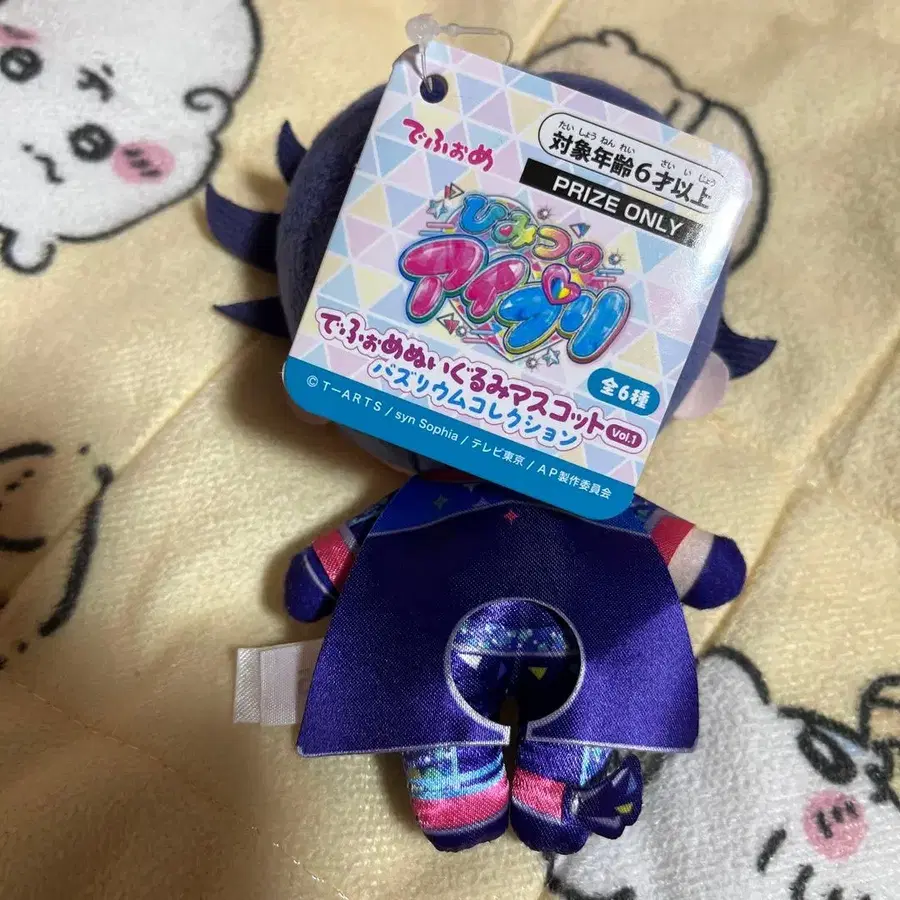 でふぉめ
たいしょうねんれい さいいじょう
対象年齢6才以上
PRIZE ONLY
ひみつの
アイプリ
でふぉめぬいぐるみマスコット vol.1
バズリウムコレクション
全6種
© T-ARTS / syn Sophia / テレビ東京 / AP製作委員会